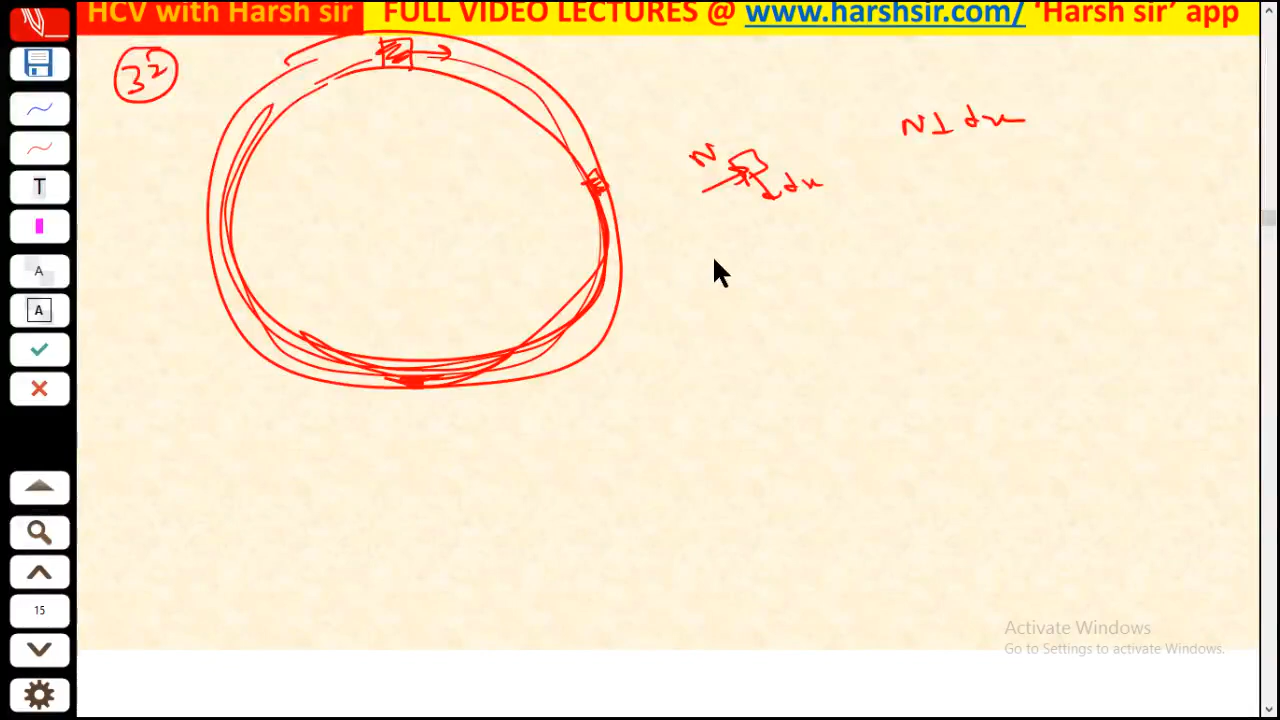 HCV with Harsh sir FULL VIDEO LECTURES @ www.harshsir.com/ 'Harsh sir' app
32
N ⊥ dx
N
dx
T
A
A
15
Activate Windows
Go to Settings to activate Windows.